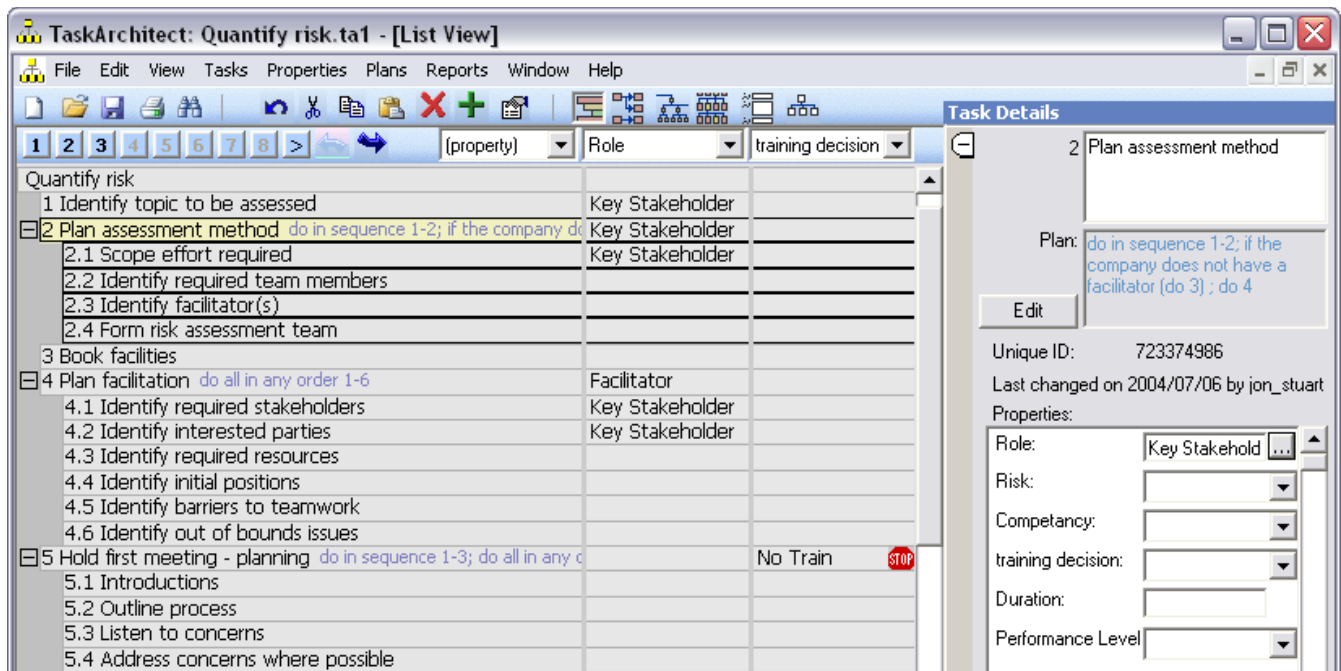 TaskArchitect: Quantify risk.ta1 - [List View]
File Edit View Tasks Properties Plans Reports Window Help
1 2 3 4 5 6 7 8 > (property) Role training decision
Quantify risk
1 Identify topic to be assessed Key Stakeholder
2 Plan assessment method do in sequence 1-2; if the company do Key Stakeholder
2.1 Scope effort required Key Stakeholder
2.2 Identify required team members
2.3 Identify facilitator(s)
2.4 Form risk assessment team
3 Book facilities
4 Plan facilitation do all in any order 1-6 Facilitator
4.1 Identify required stakeholders Key Stakeholder
4.2 Identify interested parties Key Stakeholder
4.3 Identify required resources
4.4 Identify initial positions
4.5 Identify barriers to teamwork
4.6 Identify out of bounds issues
5 Hold first meeting - planning do in sequence 1-3; do all in any o No Train STOP
5.1 Introductions
5.2 Outline process
5.3 Listen to concerns
5.4 Address concerns where possible
Task Details
2 Plan assessment method
Plan: do in sequence 1-2; if the
company does not have a
facilitator (do 3) ; do 4
Edit
Unique ID: 723374986
Last changed on 2004/07/06 by jon_stuart
Properties:
Role: Key Stakehold ...
Risk:
Competancy:
training decision:
Duration:
Performance Level